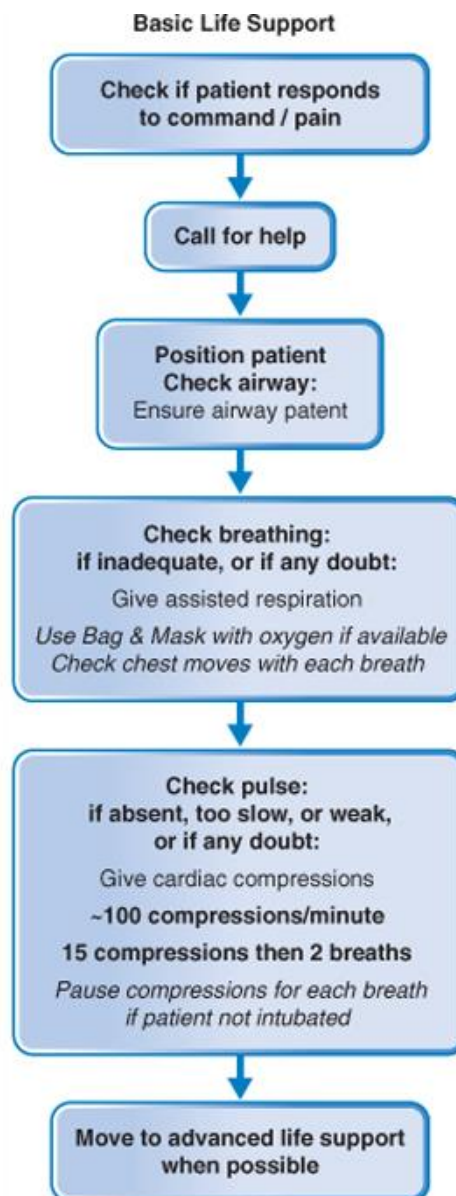 Basic Life Support
Check if patient responds
to command / pain
Call for help
Position patient
Check airway:
Ensure airway patent
Check breathing:
if inadequate, or if any doubt:
Give assisted respiration
Use Bag & Mask with oxygen if available
Check chest moves with each breath
Check pulse:
if absent, too slow, or weak,
or if any doubt:
Give cardiac compressions
~100 compressions/minute
15 compressions then 2 breaths
Pause compressions for each breath
if patient not intubated
Move to advanced life support
when possible